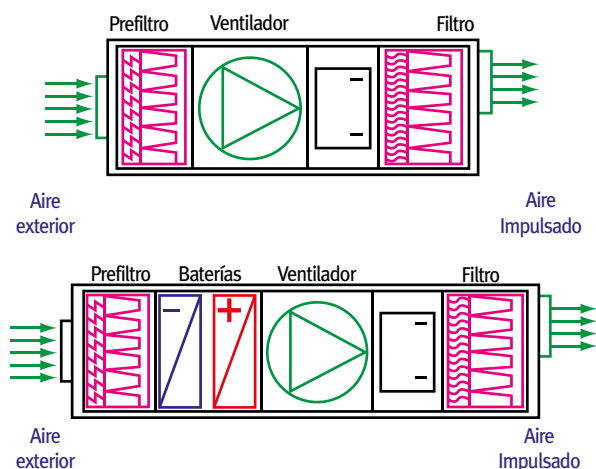 Prefiltro Ventilador Filtro
Aire
exterior
Aire
Impulsado
Prefiltro Baterías Ventilador Filtro
Aire
exterior
Aire
Impulsado